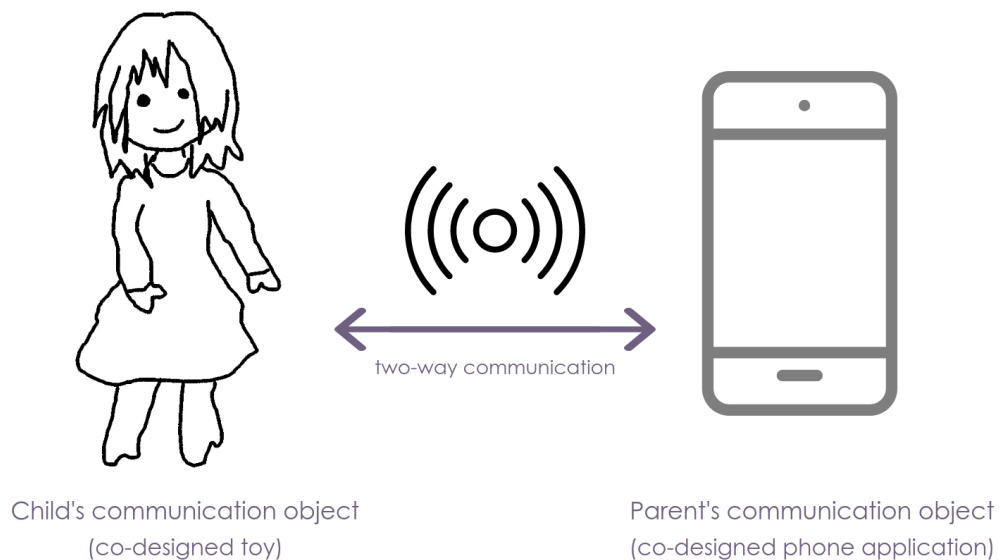 two-way communication
Child's communication object
(co-designed toy)
Parent's communication object
(co-designed phone application)